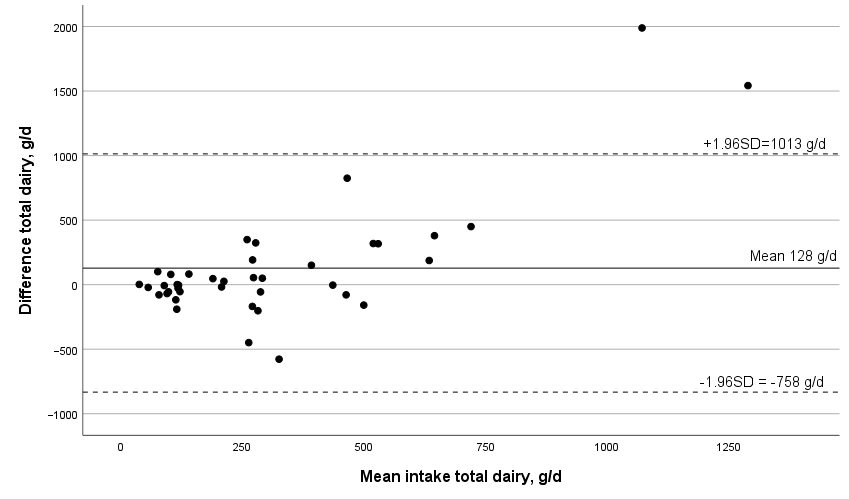 2000
1500
+1.96SD=1013 g/d
1000
500
Mean 128 g/d
0
−500
-1.96SD = -758 g/d
−1000
Difference total dairy, g/d
0 250 500 750 1000 1250
Mean intake total dairy, g/d